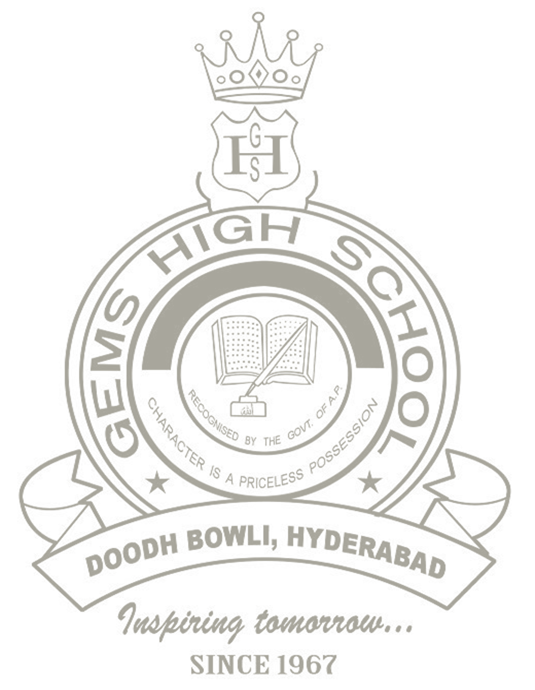 G
H
S
GEMS HIGH SCHOOL
الله
RECOGNISED BY THE GOVT. OF A.P.
CHARACTER IS A PRICELESS POSSESSION
DOODH BOWLI, HYDERABAD
Inspiring tomorrow...
SINCE 1967